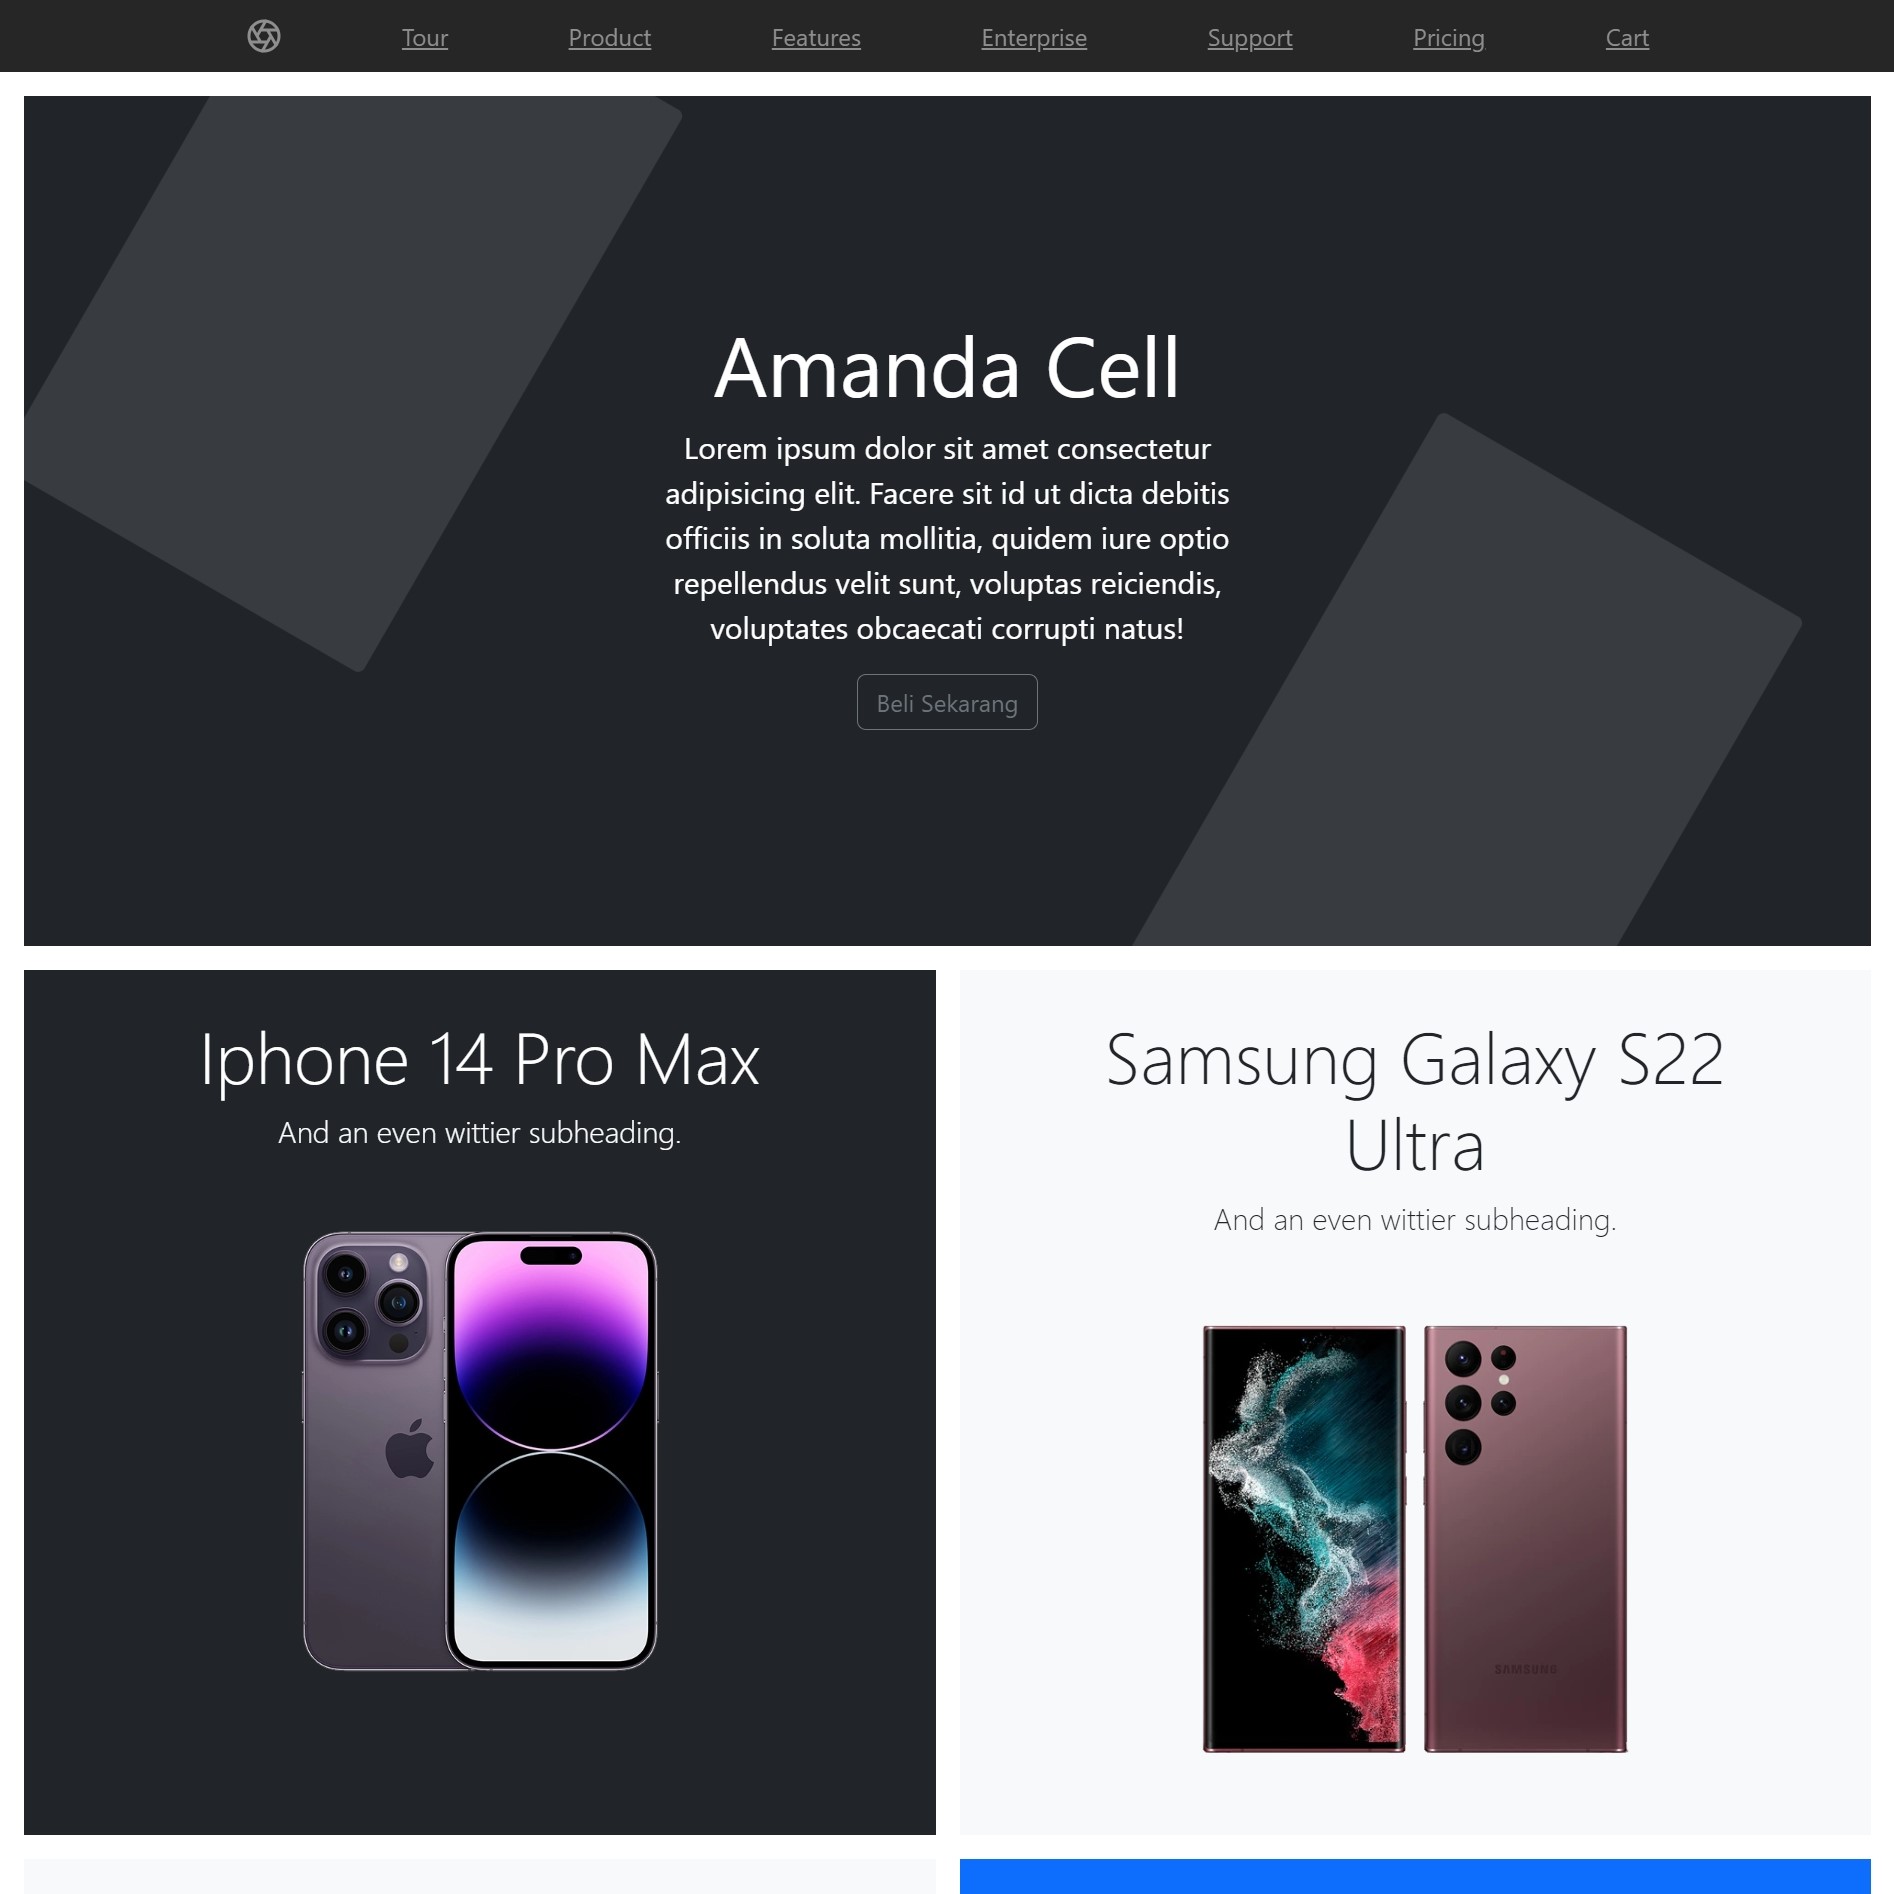 Tour
Product
Features
Enterprise
Support
Pricing
Cart
Amanda Cell
Lorem ipsum dolor sit amet consectetur
adipisicing elit. Facere sit id ut dicta debitis
officiis in soluta mollitia, quidem iure optio
repellendus velit sunt, voluptas reiciendis,
voluptates obcaecati corrupti natus!
Beli Sekarang
Iphone 14 Pro Max
And an even wittier subheading.
Samsung Galaxy S22
Ultra
And an even wittier subheading.
SAMSUNG